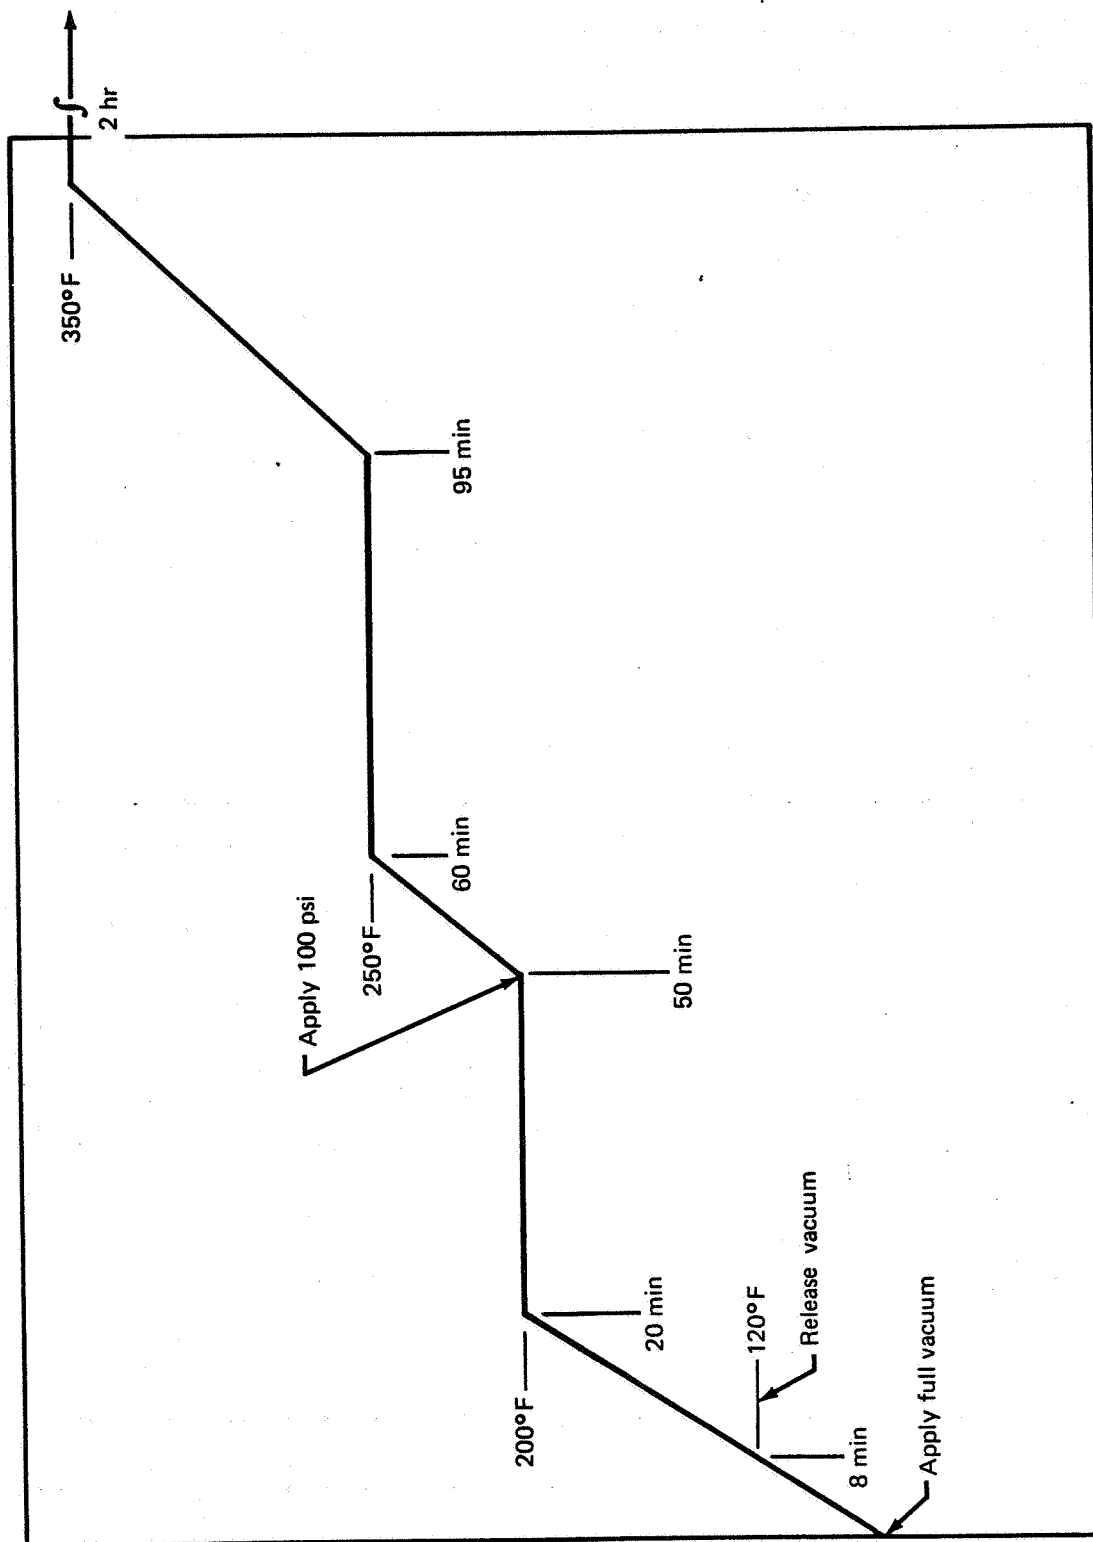 Apply full vacuum
8 min
Release vacuum
120°F
200°F
20 min
Apply 100 psi
50 min
250°F
60 min
95 min
350°F
2 hr